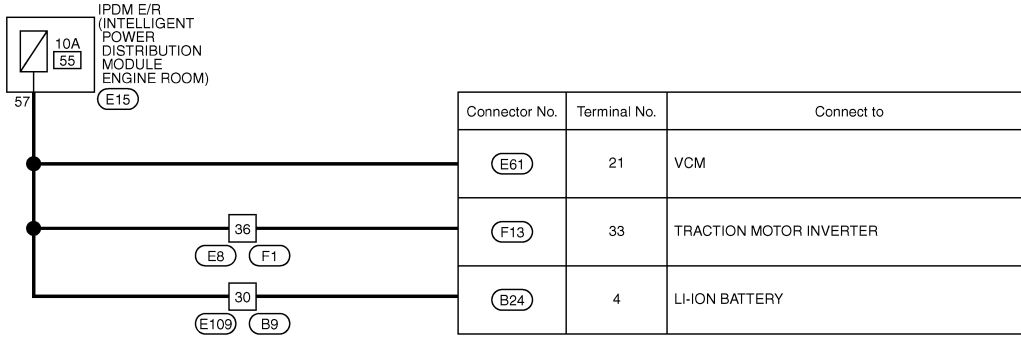 IPDM E/R
(INTELLIGENT
POWER
DISTRIBUTION
MODULE
ENGINE ROOM)
10A
55
57
E15
Connector No. Terminal No. Connect to
E61 21 VCM
36
E8 F1
F13 33 TRACTION MOTOR INVERTER
30
E109 B9
B24 4 LI-ION BATTERY